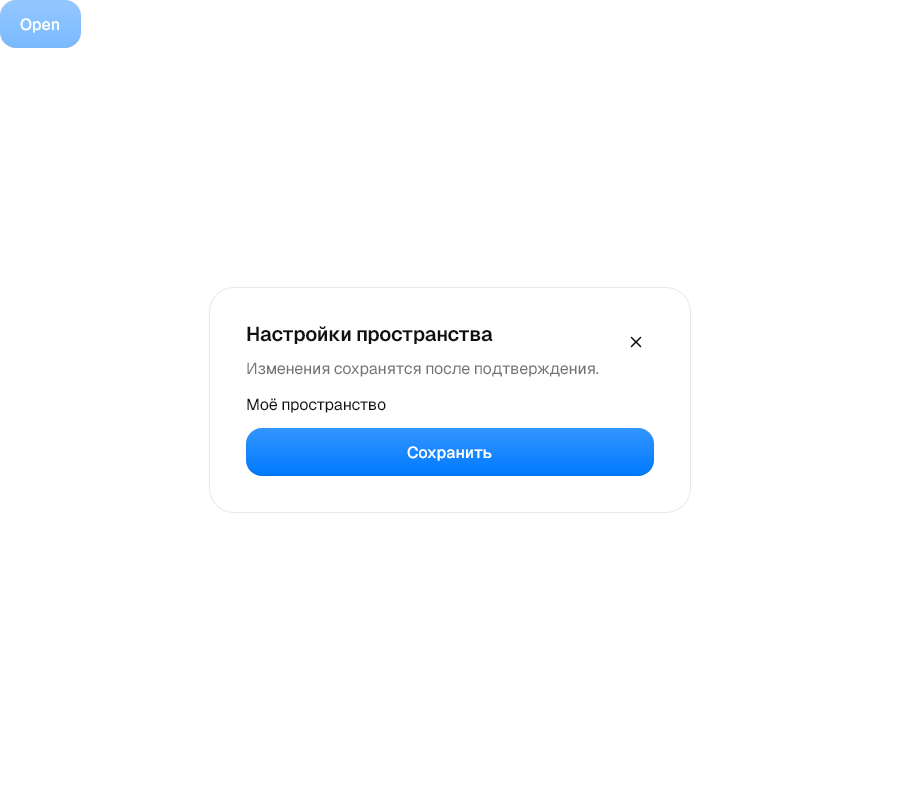 Open
Настройки пространства
Изменения сохранятся после подтверждения.
Моё пространство
Сохранить